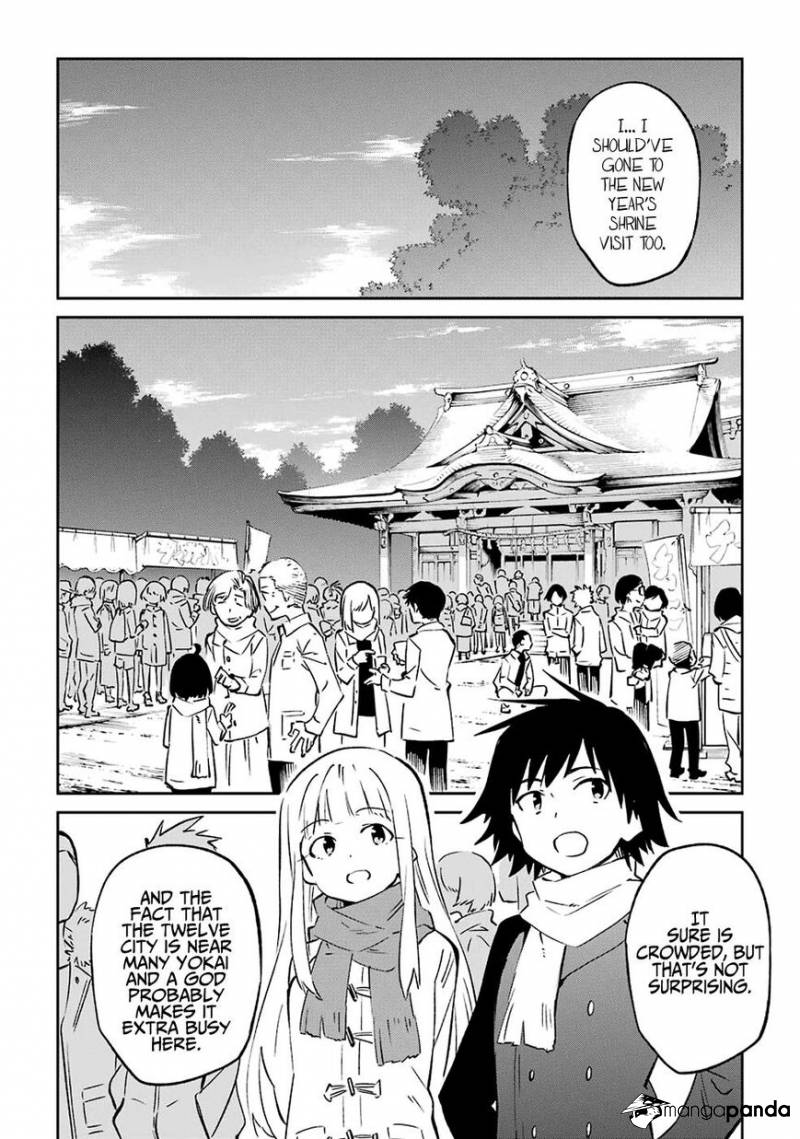 I... I
SHOULD'VE
GONE TO
THE NEW
YEAR'S
SHRINE
VISIT TOO.
IT
SURE IS
CROWDED, BUT
THAT'S NOT
SURPRISING.
AND THE
FACT THAT
THE TWELVE
CITY IS NEAR
MANY YOKAI
AND A GOD
PROBABLY
MAKES IT
EXTRA BUSY
HERE.
mangapanda